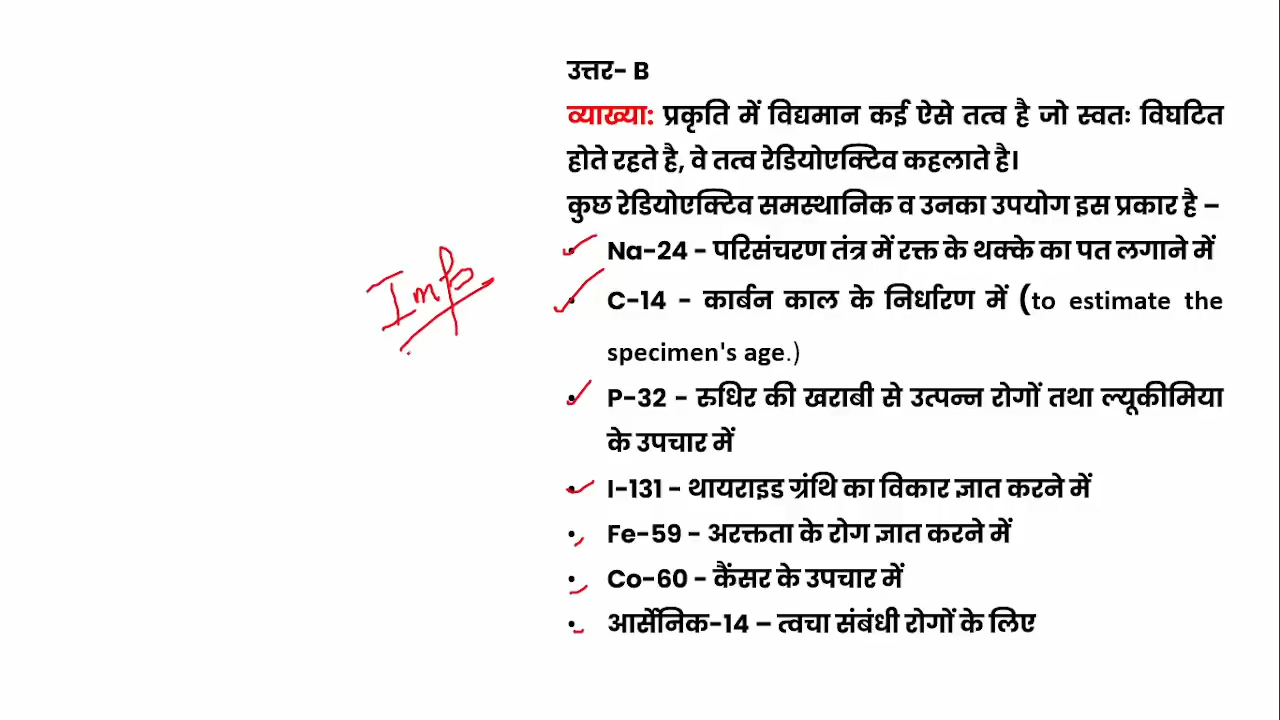 उत्तर- B
व्याख्या: प्रकृति में विद्यमान कई ऐसे तत्व है जो स्वतः विघटित
होते रहते है, वे तत्व रेडियोएक्टिव कहलाते है।
कुछ रेडियोएक्टिव समस्थानिक व उनका उपयोग इस प्रकार है –
• Na-24 - परिसंचरण तंत्र में रक्त के थक्के का पत लगाने में
Imp
• C-14 - कार्बन काल के निर्धारण में (to estimate the
specimen's age.)
• P-32 - रुधिर की खराबी से उत्पन्न रोगों तथा ल्यूकीमिया
के उपचार में
• I-131 - थायराइड ग्रंथि का विकार ज्ञात करने में
• Fe-59 - अरक्तता के रोग ज्ञात करने में
• Co-60 - कैंसर के उपचार में
• आर्सेनिक-14 – त्वचा संबंधी रोगों के लिए